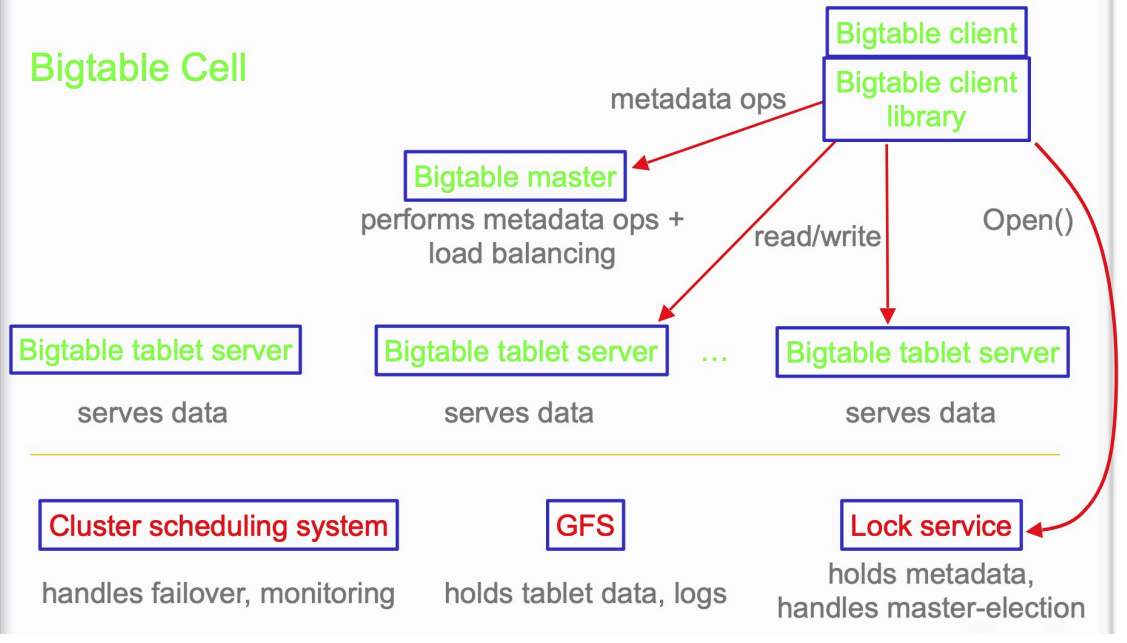 Bigtable Cell
Bigtable client
Bigtable client
library
metadata ops
Bigtable master
performs metadata ops +
load balancing
read/write
Open()
Bigtable tablet server
Bigtable tablet server
...
Bigtable tablet server
serves data
serves data
serves data
Cluster scheduling system
GFS
Lock service
handles failover, monitoring
holds tablet data, logs
holds metadata,
handles master-election